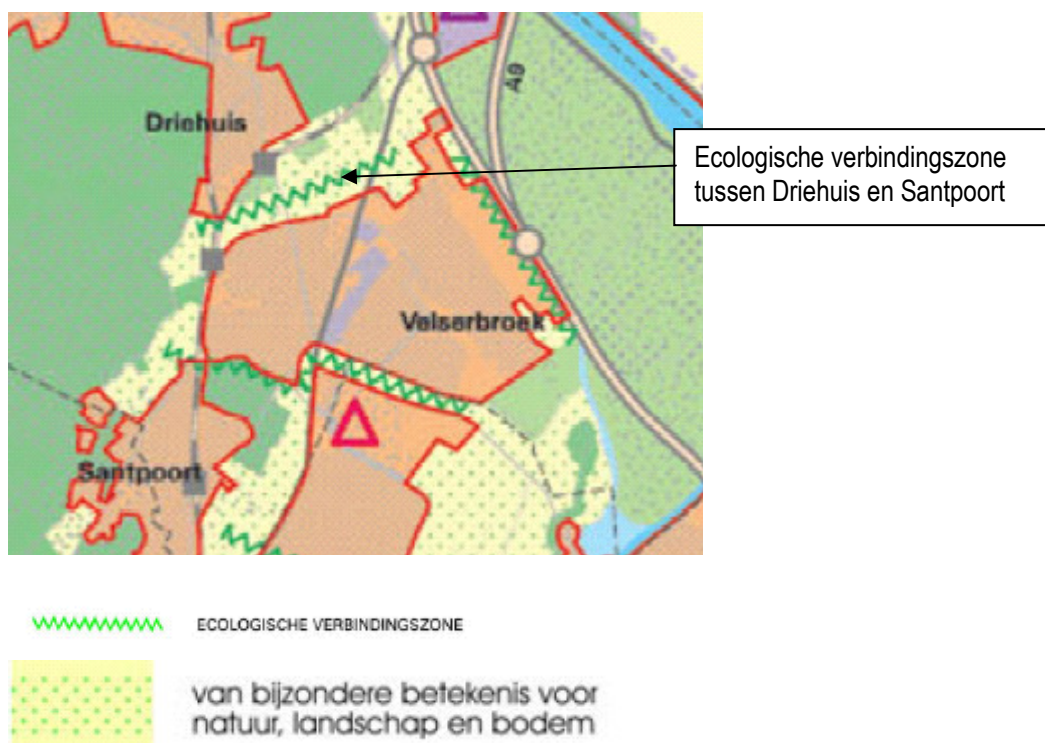 Driehuis
A9
Ecologische verbindingszone
tussen Driehuis en Santpoort
Velserbroek
Santpoort
ECOLOGISCHE VERBINDINGSZONE
van bijzondere betekenis voor
natuur, landschap en bodem